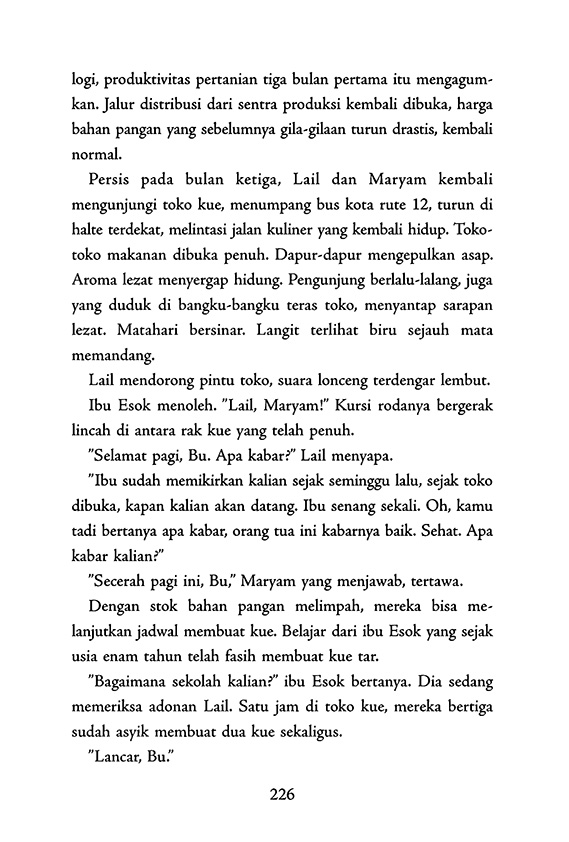 logi, produktivitas pertanian tiga bulan pertama itu mengagum-
kan. Jalur distribusi dari sentra produksi kembali dibuka, harga
bahan pangan yang sebelumnya gila-gilaan turun drastis, kembali
normal.
Persis pada bulan ketiga, Lail dan Maryam kembali
mengunjungi toko kue, menumpang bus kota rute 12, turun di
halte terdekat, melintasi jalan kuliner yang kembali hidup. Toko-
toko makanan dibuka penuh. Dapur-dapur mengepulkan asap.
Aroma lezat menyergap hidung. Pengunjung berlalu-lalang, juga
yang duduk di bangku-bangku teras toko, menyantap sarapan
lezat. Matahari bersinar. Langit terlihat biru sejauh mata
memandang.
Lail mendorong pintu toko, suara lonceng terdengar lembut.
Ibu Esok menoleh. ”Lail, Maryam!” Kursi rodanya bergerak
lincah di antara rak kue yang telah penuh.
”Selamat pagi, Bu. Apa kabar?” Lail menyapa.
”Ibu sudah memikirkan kalian sejak seminggu lalu, sejak toko
dibuka, kapan kalian akan datang. Ibu senang sekali. Oh, kamu
tadi bertanya apa kabar, orang tua ini kabarnya baik. Sehat. Apa
kabar kalian?”
”Secerah pagi ini, Bu,” Maryam yang menjawab, tertawa.
Dengan stok bahan pangan melimpah, mereka bisa me-
lanjutkan jadwal membuat kue. Belajar dari ibu Esok yang sejak
usia enam tahun telah fasih membuat kue tar.
”Bagaimana sekolah kalian?” ibu Esok bertanya. Dia sedang
memeriksa adonan Lail. Satu jam di toko kue, mereka bertiga
sudah asyik membuat dua kue sekaligus.
”Lancar, Bu.”
226